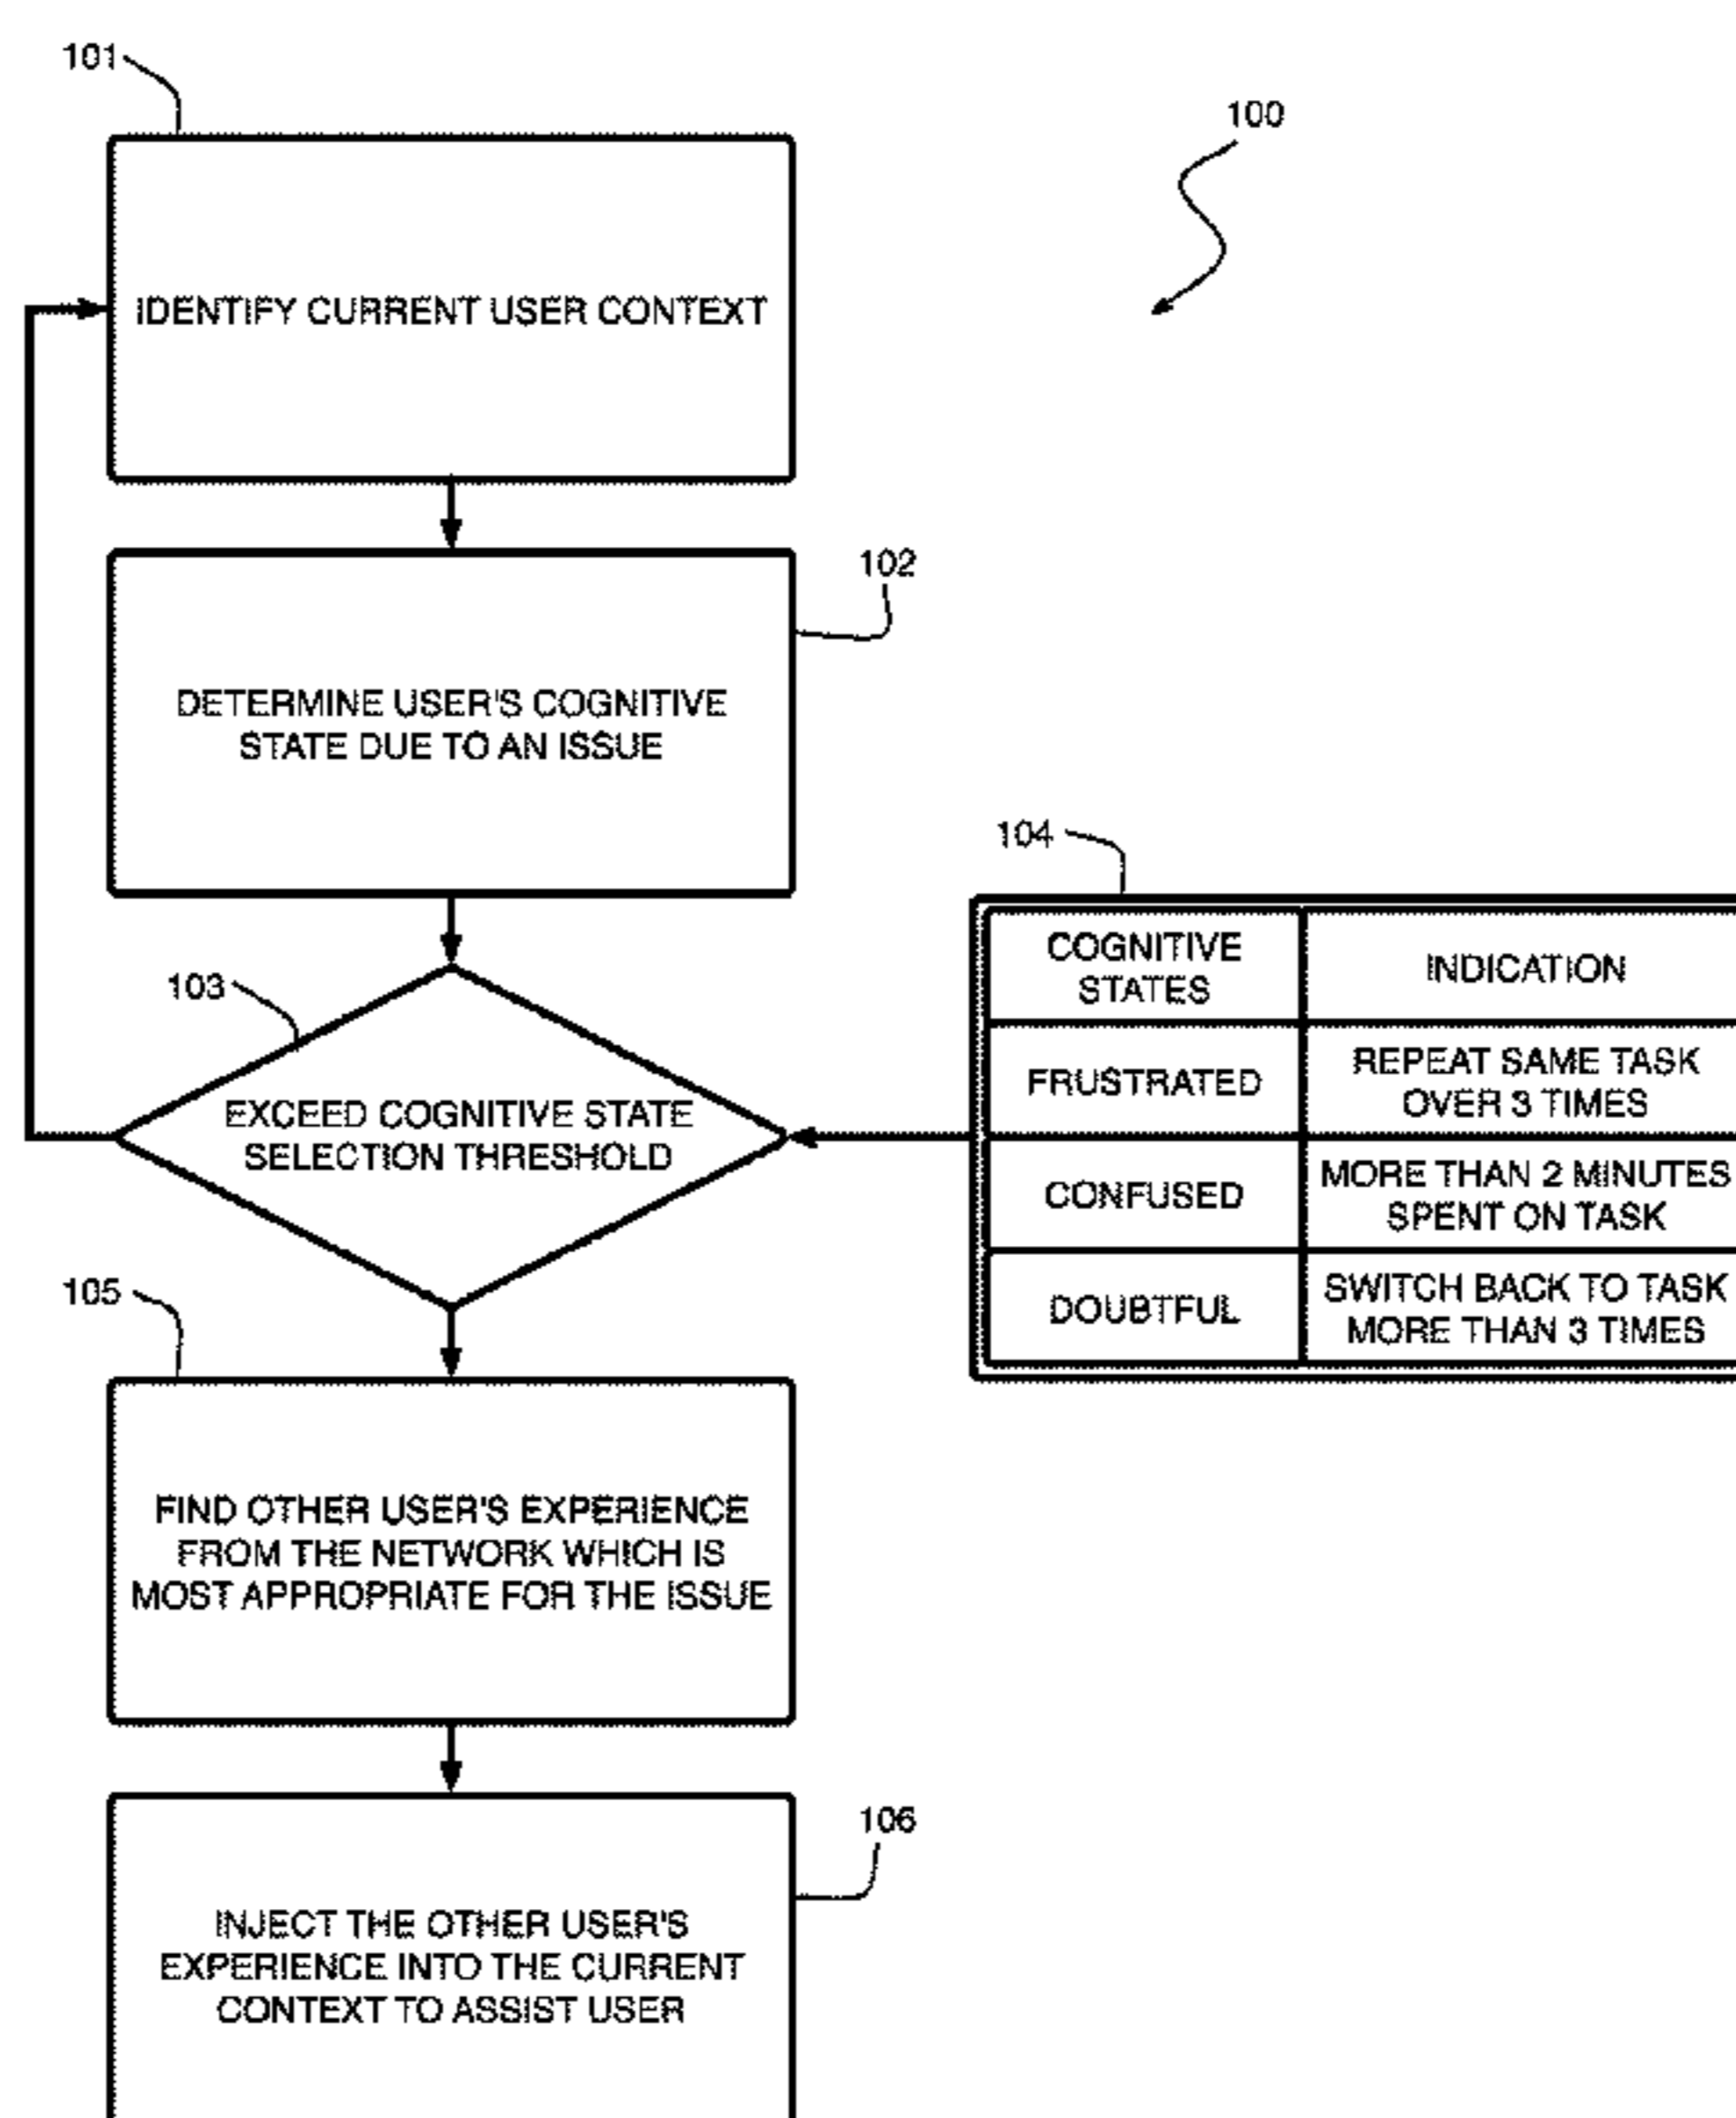 101
100
IDENTIFY CURRENT USER CONTEXT
102
DETERMINE USER'S COGNITIVE
STATE DUE TO AN ISSUE
104
COGNITIVE
STATES
INDICATION
103
FRUSTRATED
REPEAT SAME TASK
OVER 3 TIMES
EXCEED COGNITIVE STATE
SELECTION THRESHOLD
CONFUSED
MORE THAN 2 MINUTES
SPENT ON TASK
105
DOUBTFUL
SWITCH BACK TO TASK
MORE THAN 3 TIMES
FIND OTHER USER'S EXPERIENCE
FROM THE NETWORK WHICH IS
MOST APPROPRIATE FOR THE ISSUE
106
INJECT THE OTHER USER'S
EXPERIENCE INTO THE CURRENT
CONTEXT TO ASSIST USER